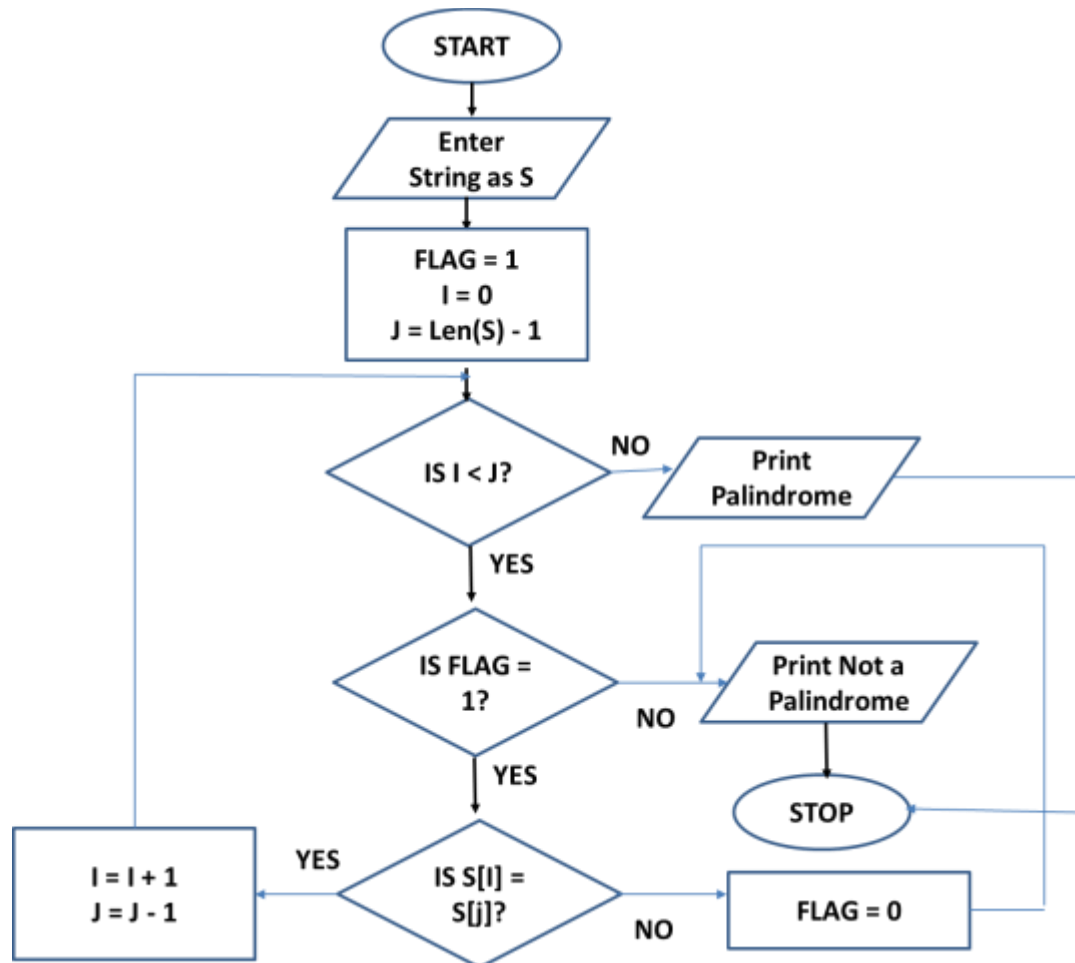 START
Enter
String as S
FLAG = 1
I = 0
J = Len(S) - 1
IS I < J?
NO
Print
Palindrome
YES
IS FLAG =
1?
NO
Print Not a
Palindrome
YES
STOP
IS S[I] =
S[j]?
YES
I = I + 1
J = J - 1
NO
FLAG = 0